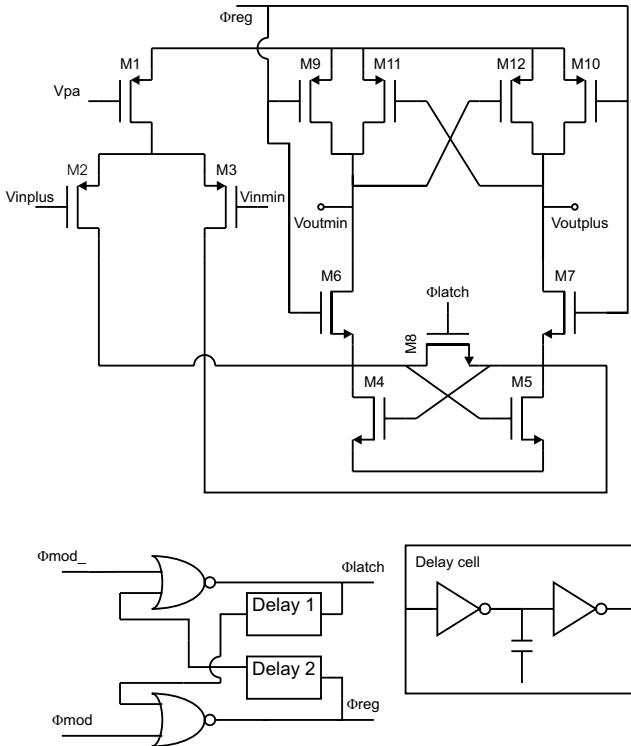 Φreg
M1
M9
M11
M12
M10
Vpa
M2
M3
Vinplus
Vinmin
Voutmin
Voutplus
M6
Φlatch
M7
M8
M4
M5
Φmod_
Φlatch
Delay cell
Delay 1
Delay 2
Φreg
Φmod